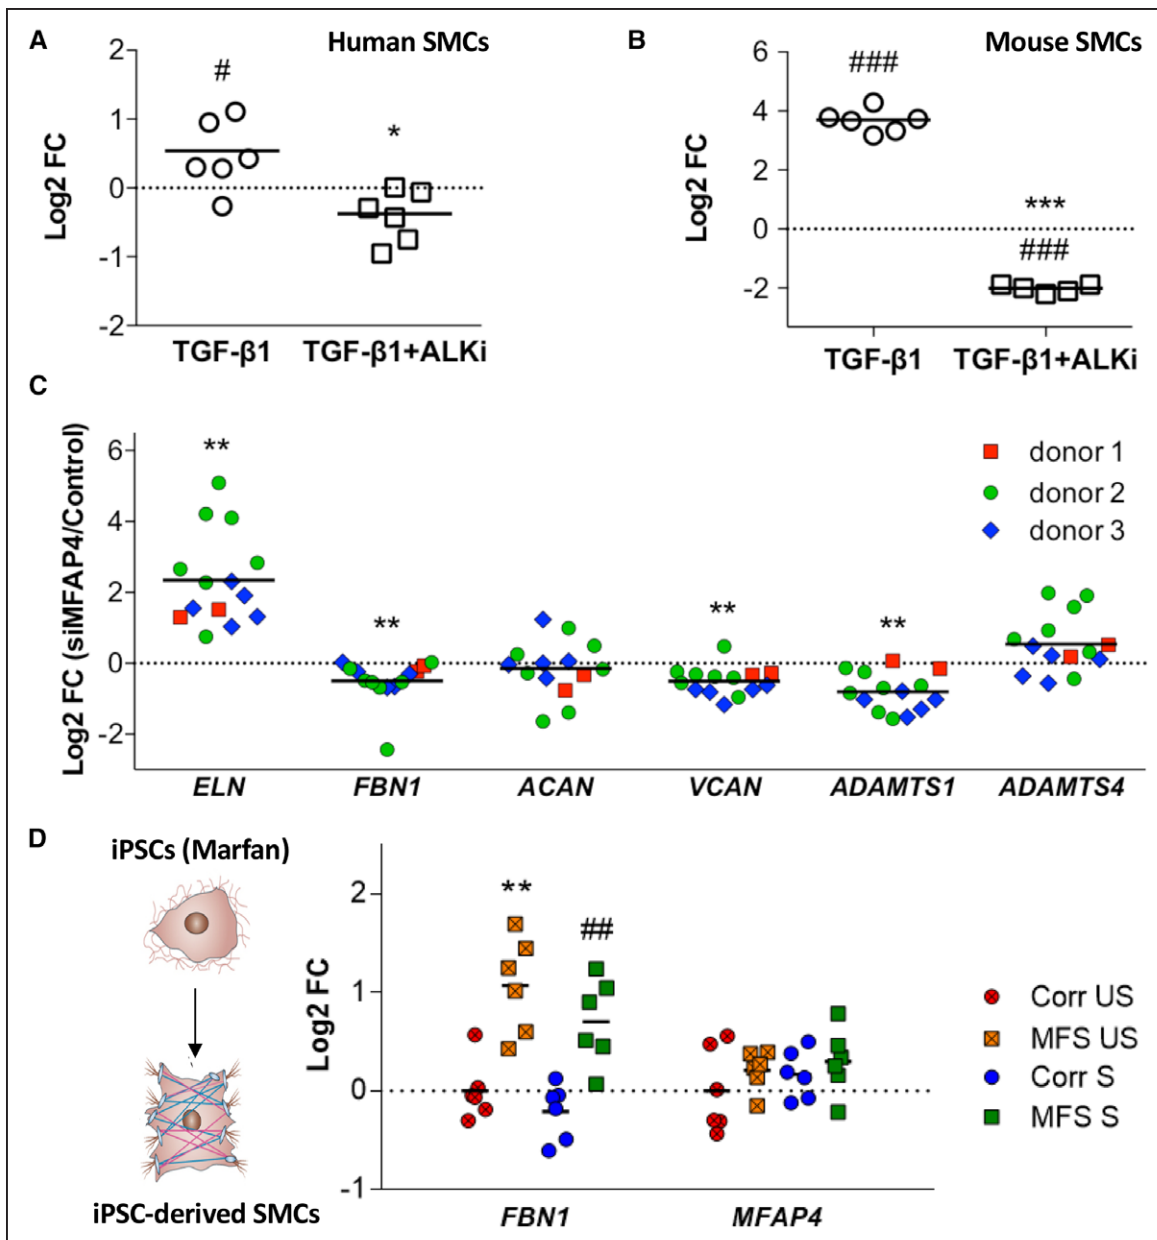 A
Human SMCs
Log2 FC
2
1
0
-1
-2
#
*
TGF-β1
TGF-β1+ALKi
B
Mouse SMCs
Log2 FC
6
4
2
0
-2
###
***
###
TGF-β1
TGF-β1+ALKi
C
Log2 FC (siMFAP4/Control)
6
4
2
0
-2
**
**
**
**
donor 1
donor 2
donor 3
ELN
FBN1
ACAN
VCAN
ADAMTS1
ADAMTS4
D
iPSCs (Marfan)
iPSC-derived SMCs
Log2 FC
2
1
0
-1
**
##
FBN1
MFAP4
Corr US
MFS US
Corr S
MFS S